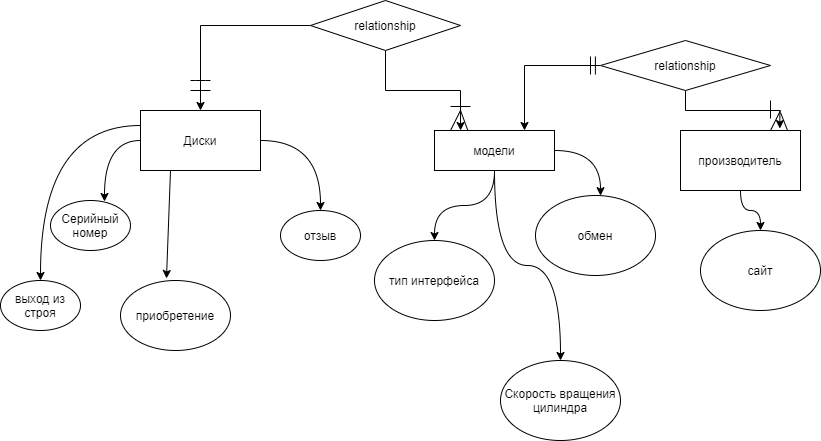 relationship
relationship
Диски
модели
производитель
Серийный
номер
отзыв
обмен
тип интерфейса
сайт
выход из
строя
приобретение
Скорость вращения
цилиндра